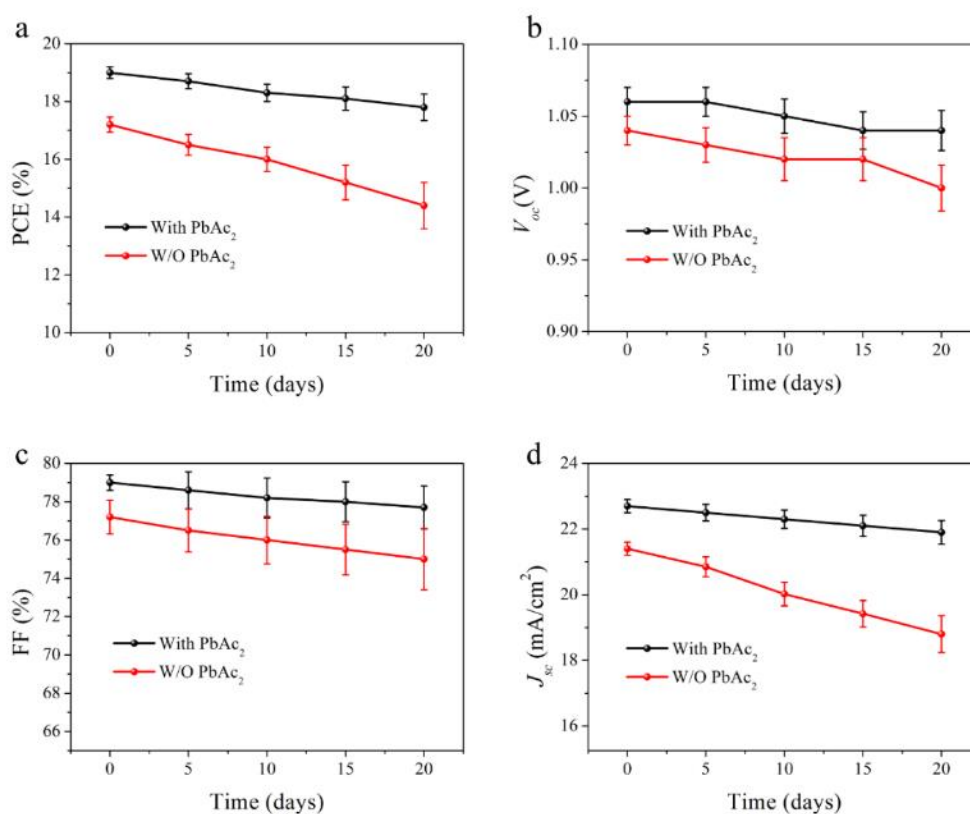 a
20
18
16
14
12
10
PCE (%)
With PbAc₂
W/O PbAc₂
0 5 10 15 20
Time (days)
b
1.10
1.05
1.00
0.95
0.90
V_oc (V)
With PbAc₂
W/O PbAc₂
0 5 10 15 20
Time (days)
c
80
78
76
74
72
70
68
66
FF (%)
With PbAc₂
W/O PbAc₂
0 5 10 15 20
Time (days)
d
24
22
20
18
16
J_sc (mA/cm²)
With PbAc₂
W/O PbAc₂
0 5 10 15 20
Time (days)